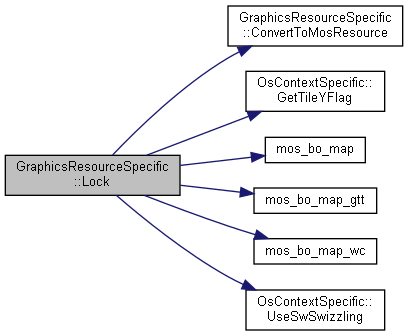 GraphicsResourceSpecific
::Lock
GraphicsResourceSpecific
::ConvertToMosResource
OsContextSpecific::
GetTileYFlag
mos_bo_map
mos_bo_map_gtt
mos_bo_map_wc
OsContextSpecific::
UseSwSwizzling